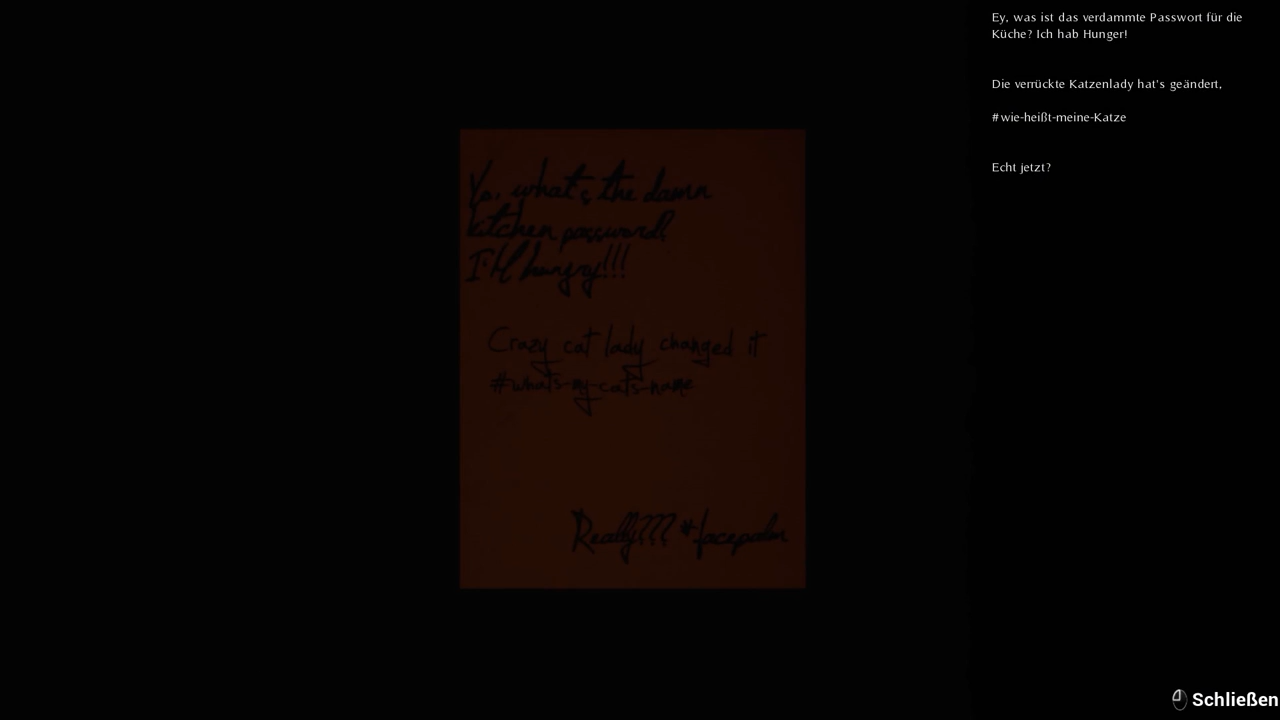 Yo, what's the damn
kitchen password?
I'M hungry!!!
Crazy cat lady changed it
#whats-my-cats-name
Really??? *facepalm
Ey, was ist das verdammte Passwort für die
Küche? Ich hab Hunger!
Die verrückte Katzenlady hat's geändert,
#wie-heißt-meine-Katze
Echt jetzt?
Schließen